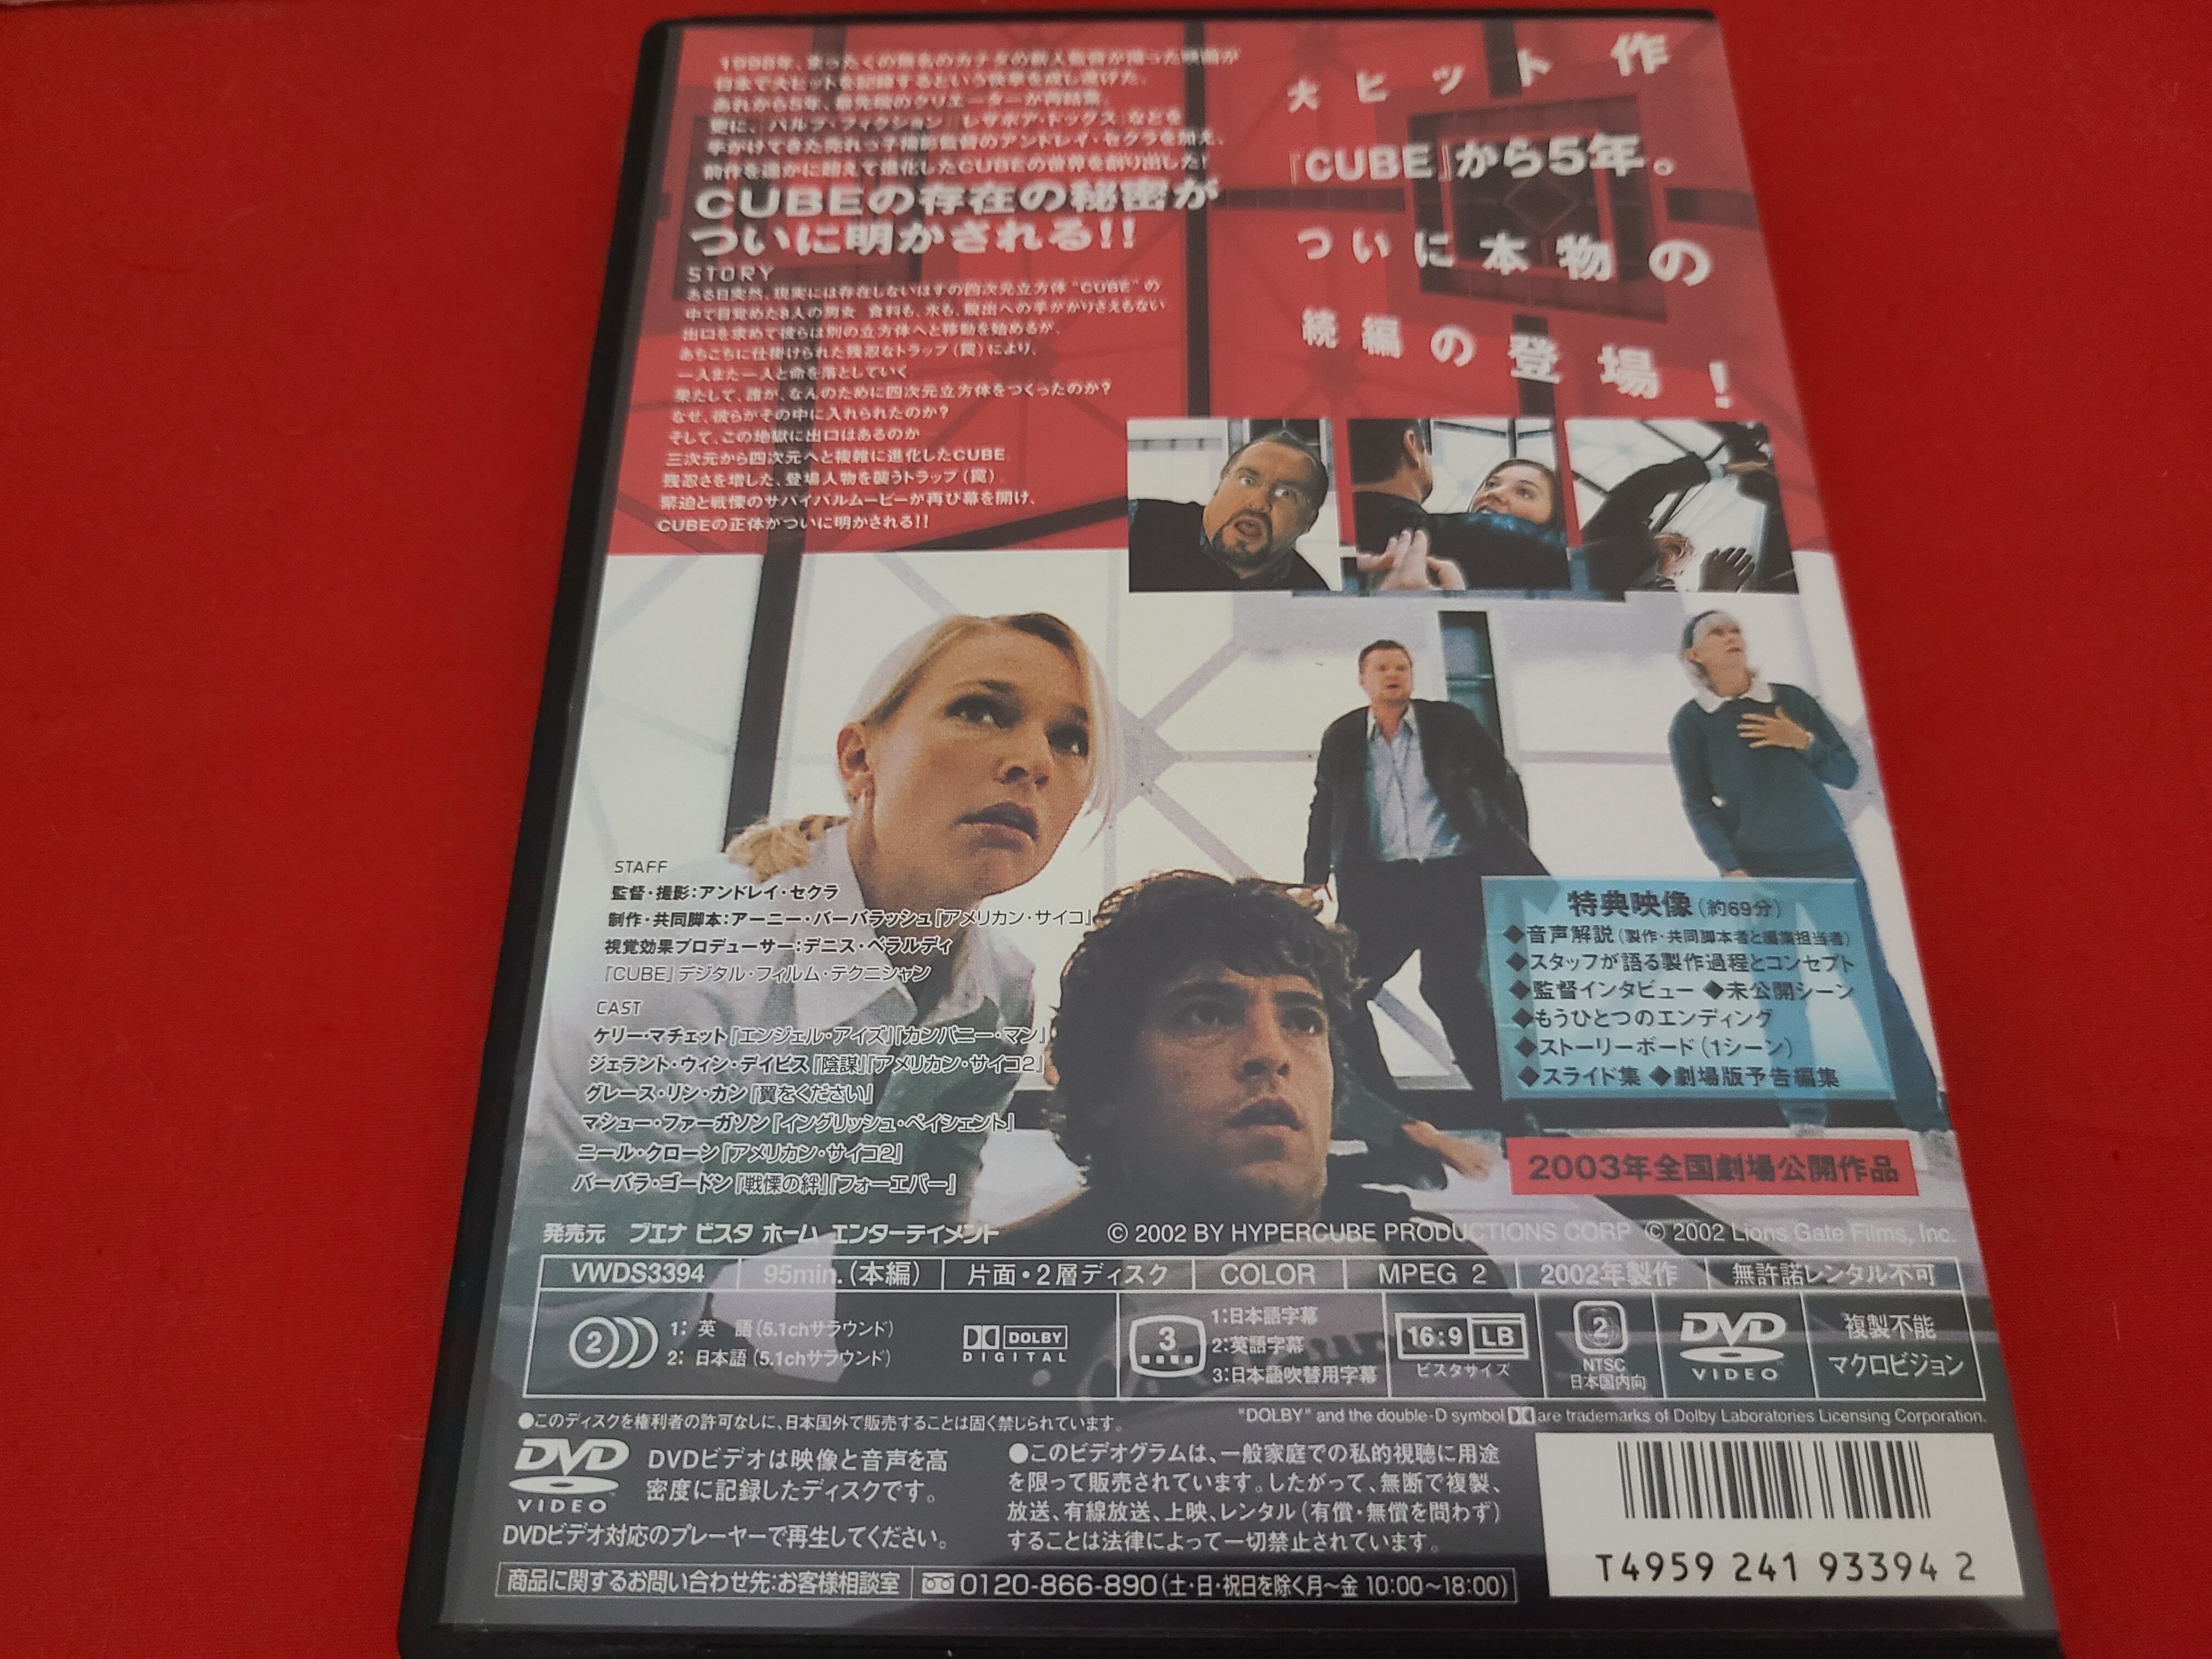 1998年、まったくの無名のカナダの新人監督が撮った映画が
日本で大ヒットを記録するという快挙を成し遂げた。
あれから5年、最先端のクリエーターが再結集。
更に、「パルプ・フィクション」「レザボア・ドッグス」などを
手がけてきた売れっ子撮影監督のアンドレイ・セクラを加え、
前作を遥かに超えて進化したCUBEの世界を創り出した!
CUBEの存在の秘密が
ついに明かされる!!
STORY
ある日突然、現実には存在しないはずの四次元立方体“CUBE”の
中で目覚めた8人の男女 食料も、水も、脱出への手がかりさえもない
出口を求めて彼らは別の立方体へと移動を始めるが、
あちこちに仕掛けられた残忍なトラップ(罠)により、
一人また一人と命を落としていく
果たして、誰が、なんのために四次元立方体をつくったのか?
なぜ、彼らがその中に入れられたのか?
そして、この地獄に出口はあるのか
三次元から四次元へと複雑に進化したCUBE
残忍さを増した、登場人物を襲うトラップ(罠)
緊迫と戦慄のサバイバルムービーが再び幕を開け、
CUBEの正体がついに明かされる!!
大ヒット作
『CUBE』から5年。
ついに本物の
続編の登場!
STAFF
監督・撮影:アンドレイ・セクラ
制作・共同脚本:アーニー・バーバラッシュ『アメリカン・サイコ』
視覚効果プロデューサー:デニス・ベラルディ
『CUBE』デジタル・フィルム・テクニシャン
CAST
ケリー・マチェット『エンジェル・アイズ』『カンパニー・マン』
ジェラント・ウィン・デイビス『陰謀』『アメリカン・サイコ2』
グレース・リン・カン『翼をください』
マシュー・ファーガソン『イングリッシュ・ペイシェント』
ニール・クローン『アメリカン・サイコ2』
バーバラ・ゴードン『戦慄の絆』『フォーエバー』
特典映像(約69分)
◆音声解説(製作・共同脚本者と編集担当者)
◆スタッフが語る製作過程とコンセプト
◆監督インタビュー ◆未公開シーン
◆もうひとつのエンディング
◆ストーリーボード(1シーン)
◆スライド集 ◆劇場版予告編集
2003年全国劇場公開作品
発売元 ブエナ ビスタ ホーム エンターテイメント
© 2002 BY HYPERCUBE PRODUCTIONS CORP © 2002 Lions Gate Films, Inc.
VWDS3394 95min.(本編) 片面・2層ディスク COLOR MPEG 2 2002年製作 無許諾レンタル不可
2 1: 英 語(5.1chサラウンド)
2: 日本語(5.1chサラウンド)
DOLBY
DIGITAL
3
1:日本語字幕
2:英語字幕
3:日本語吹替用字幕
16:9 LB
ビスタサイズ
2
NTSC
日本国内向
DVD
VIDEO
複製不能
マクロビジョン
●このディスクを権利者の許可なしに、日本国外で販売することは固く禁じられています。
"DOLBY" and the double-D symbol are trademarks of Dolby Laboratories Licensing Corporation.
DVD
VIDEO
DVDビデオは映像と音声を高
密度に記録したディスクです。
DVDビデオ対応のプレーヤーで再生してください。
●このビデオグラムは、一般家庭での私的視聴に用途
を限って販売されています。したがって、無断で複製、
放送、有線放送、上映、レンタル(有償・無償を問わず)
することは法律によって一切禁止されています。
商品に関するお問い合わせ先:お客様相談室 0120-866-890(土・日・祝日を除く月~金 10:00~18:00)
T4959 241 93394 2